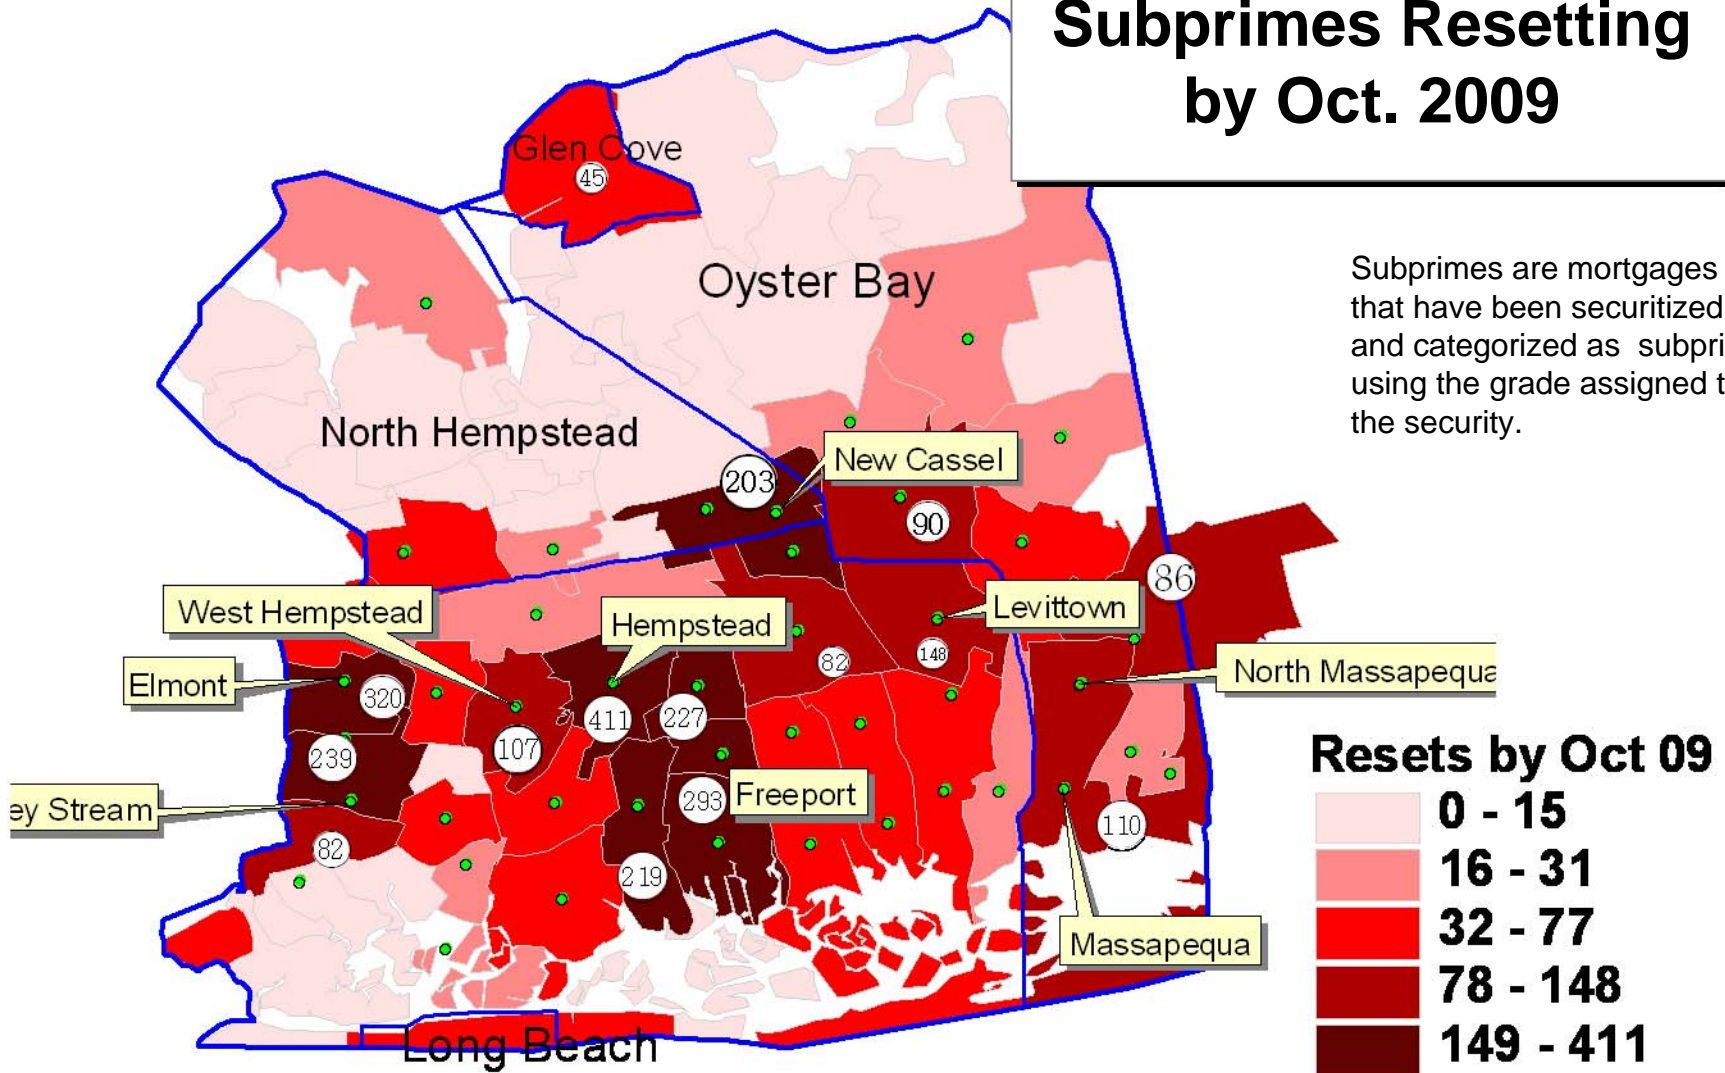 Subprimes Resetting
by Oct. 2009
Subprimes are mortgages
that have been securitized
and categorized as subpri
using the grade assigned t
the security.
Glen Cove
45
Oyster Bay
North Hempstead
New Cassel
203
90
86
West Hempstead
Hempstead
Levittown
82
148
North Massapequa
Elmont
320
411
227
107
239
293
Freeport
ey Stream
110
82
219
Massapequa
Long Beach
Resets by Oct 09
0 - 15
16 - 31
32 - 77
78 - 148
149 - 411